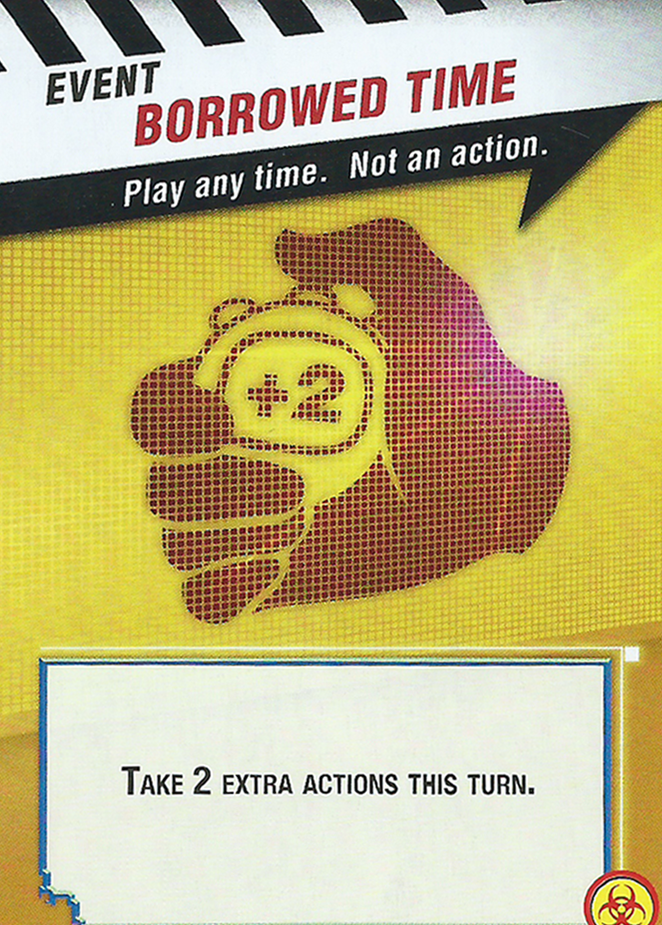 EVENT
BORROWED TIME
Play any time. Not an action.
+2
TAKE 2 EXTRA ACTIONS THIS TURN.